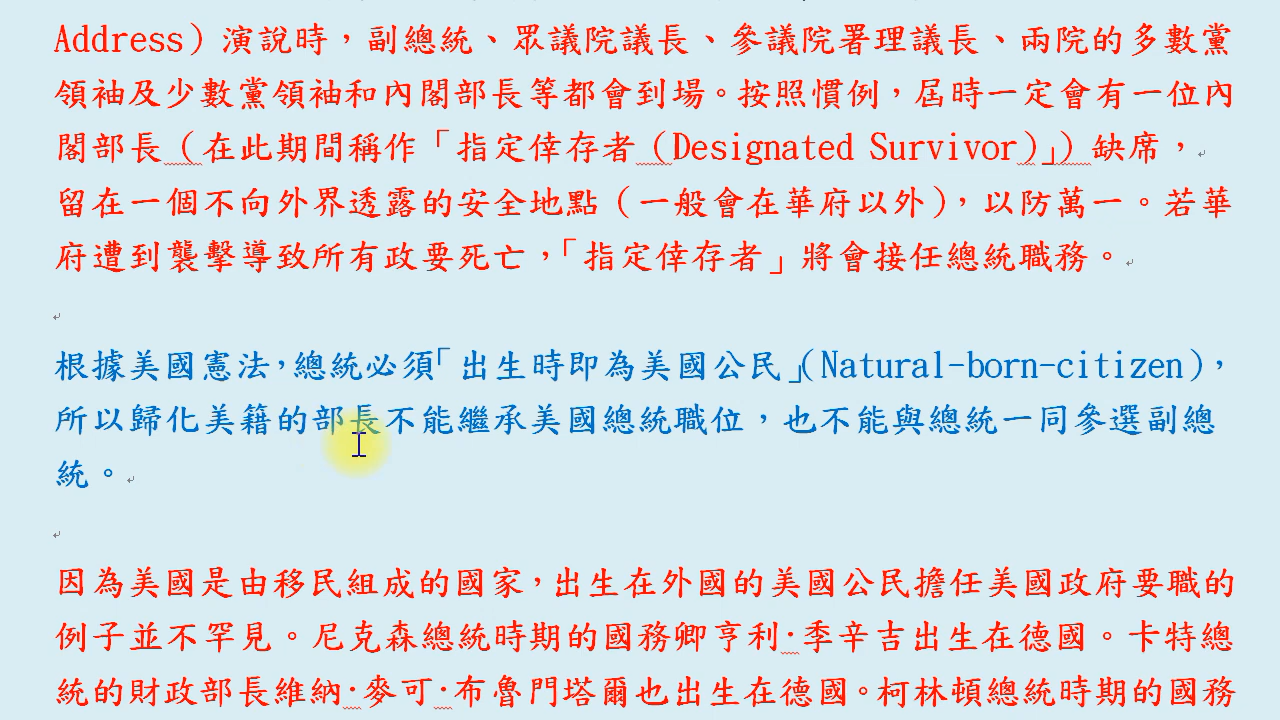 Address）演說時，副總統、眾議院議長、參議院署理議長、兩院的多數黨
領袖及少數黨領袖和內閣部長等都會到場。按照慣例，屆時一定會有一位內
閣部長（在此期間稱作「指定倖存者（Designated Survivor）」）缺席，
留在一個不向外界透露的安全地點（一般會在華府以外），以防萬一。若華
府遭到襲擊導致所有政要死亡，「指定倖存者」將會接任總統職務。
根據美國憲法，總統必須「出生時即為美國公民」（Natural-born-citizen），
所以歸化美籍的部長不能繼承美國總統職位，也不能與總統一同參選副總
統。
因為美國是由移民組成的國家，出生在外國的美國公民擔任美國政府要職的
例子並不罕見。尼克森總統時期的國務卿亨利·季辛吉出生在德國。卡特總
統的財政部長維納·麥可·布魯門塔爾也出生在德國。柯林頓總統時期的國務